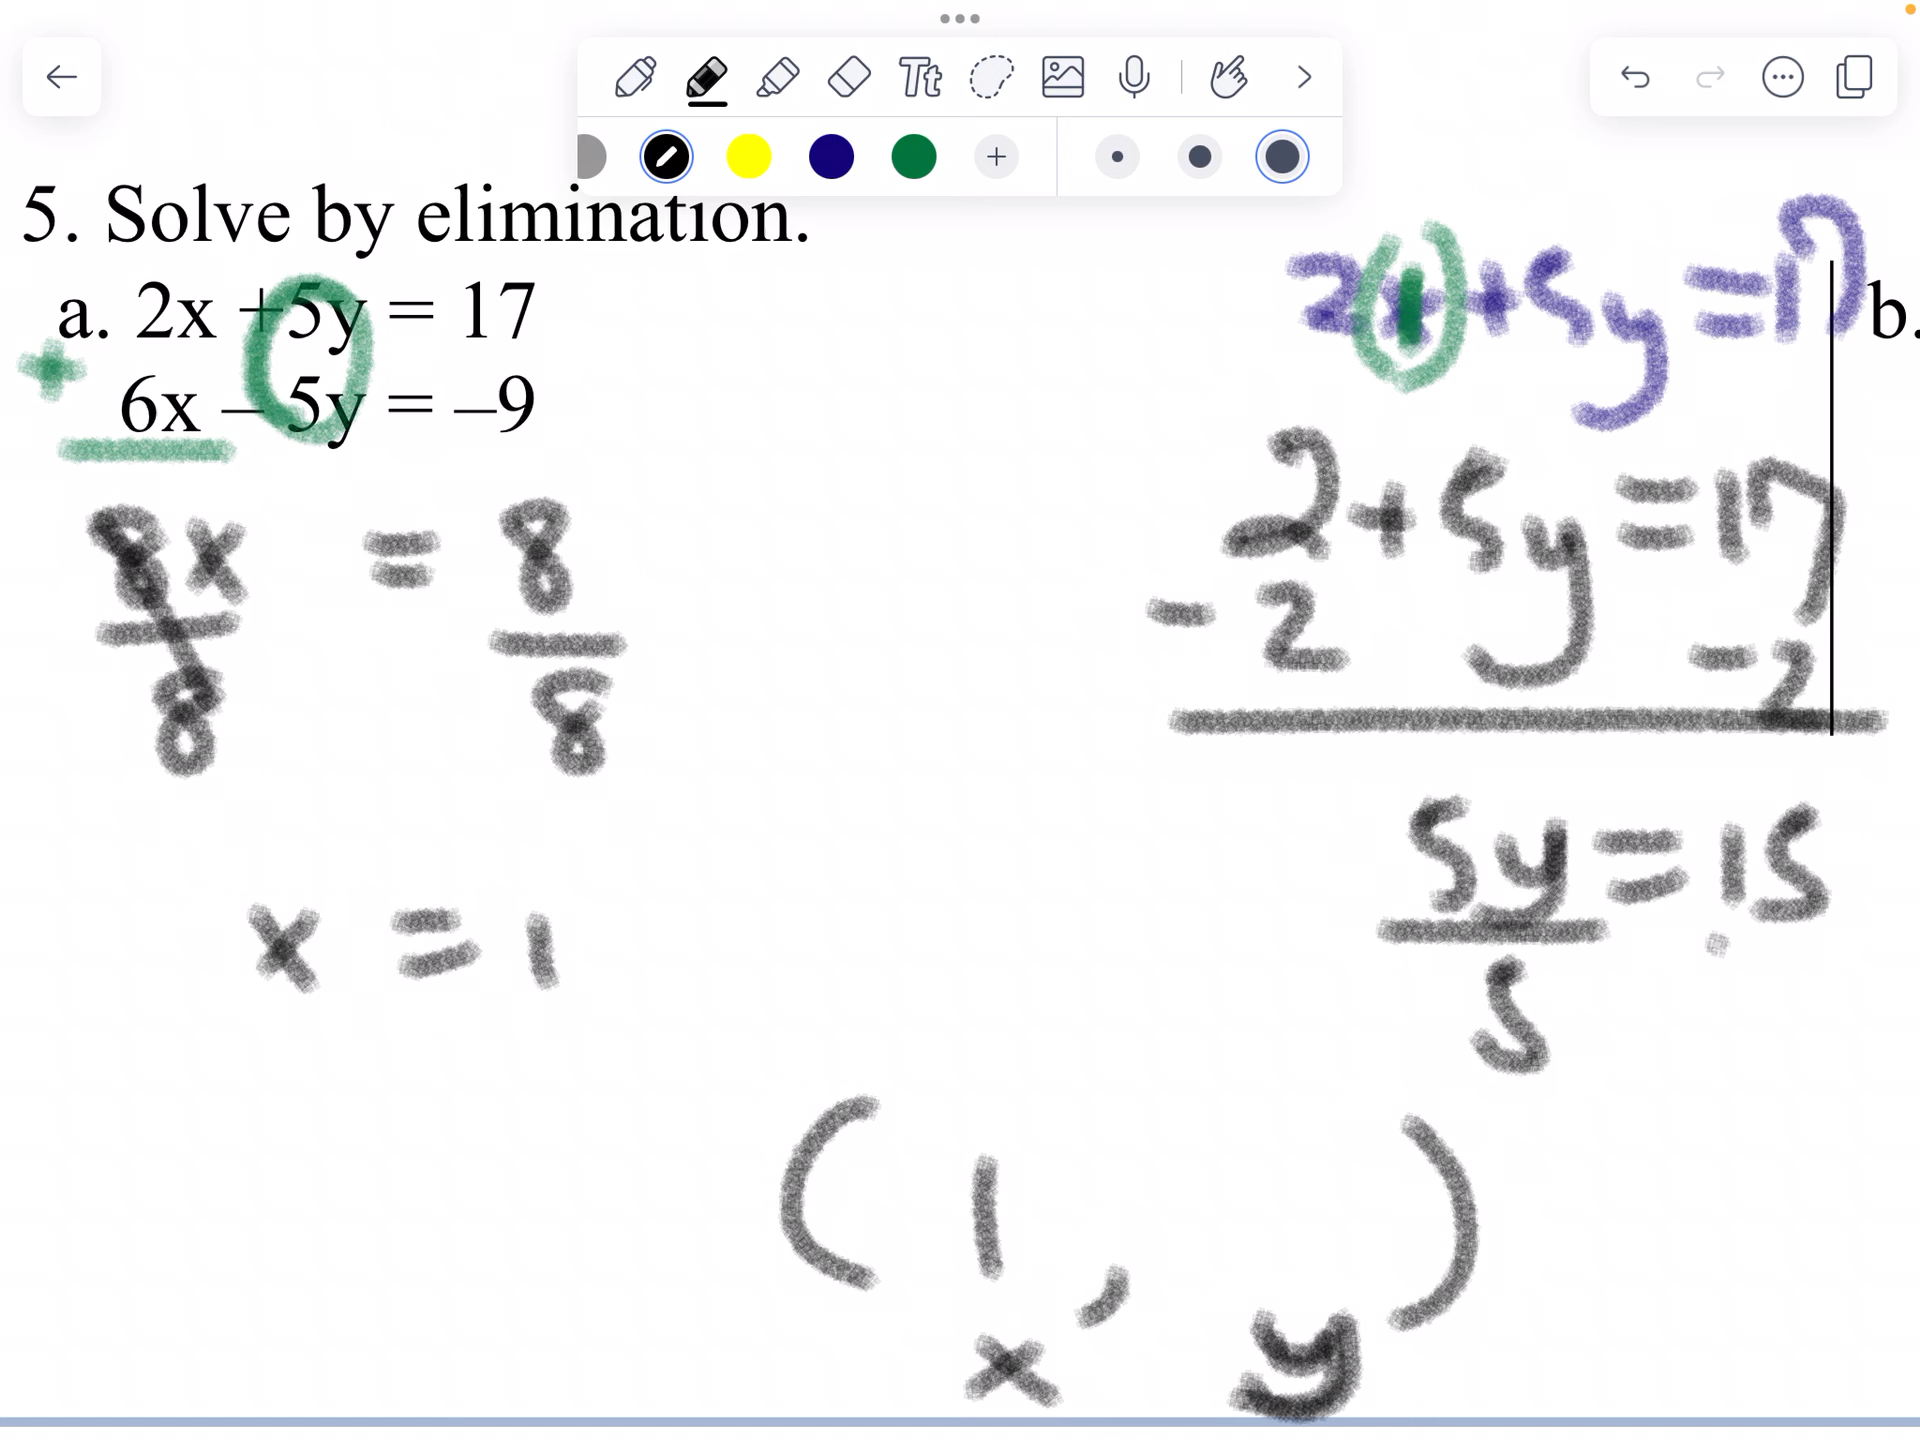 Tt
5. Solve by elimination.
a. 2x +5y = 17
+ 6x – 5y = –9
8x = 8
8 8
x = 1
2(1)+5y =17
2+5y =17
- 2 -2
5y = 15
5
( 1 , )
x y
b.